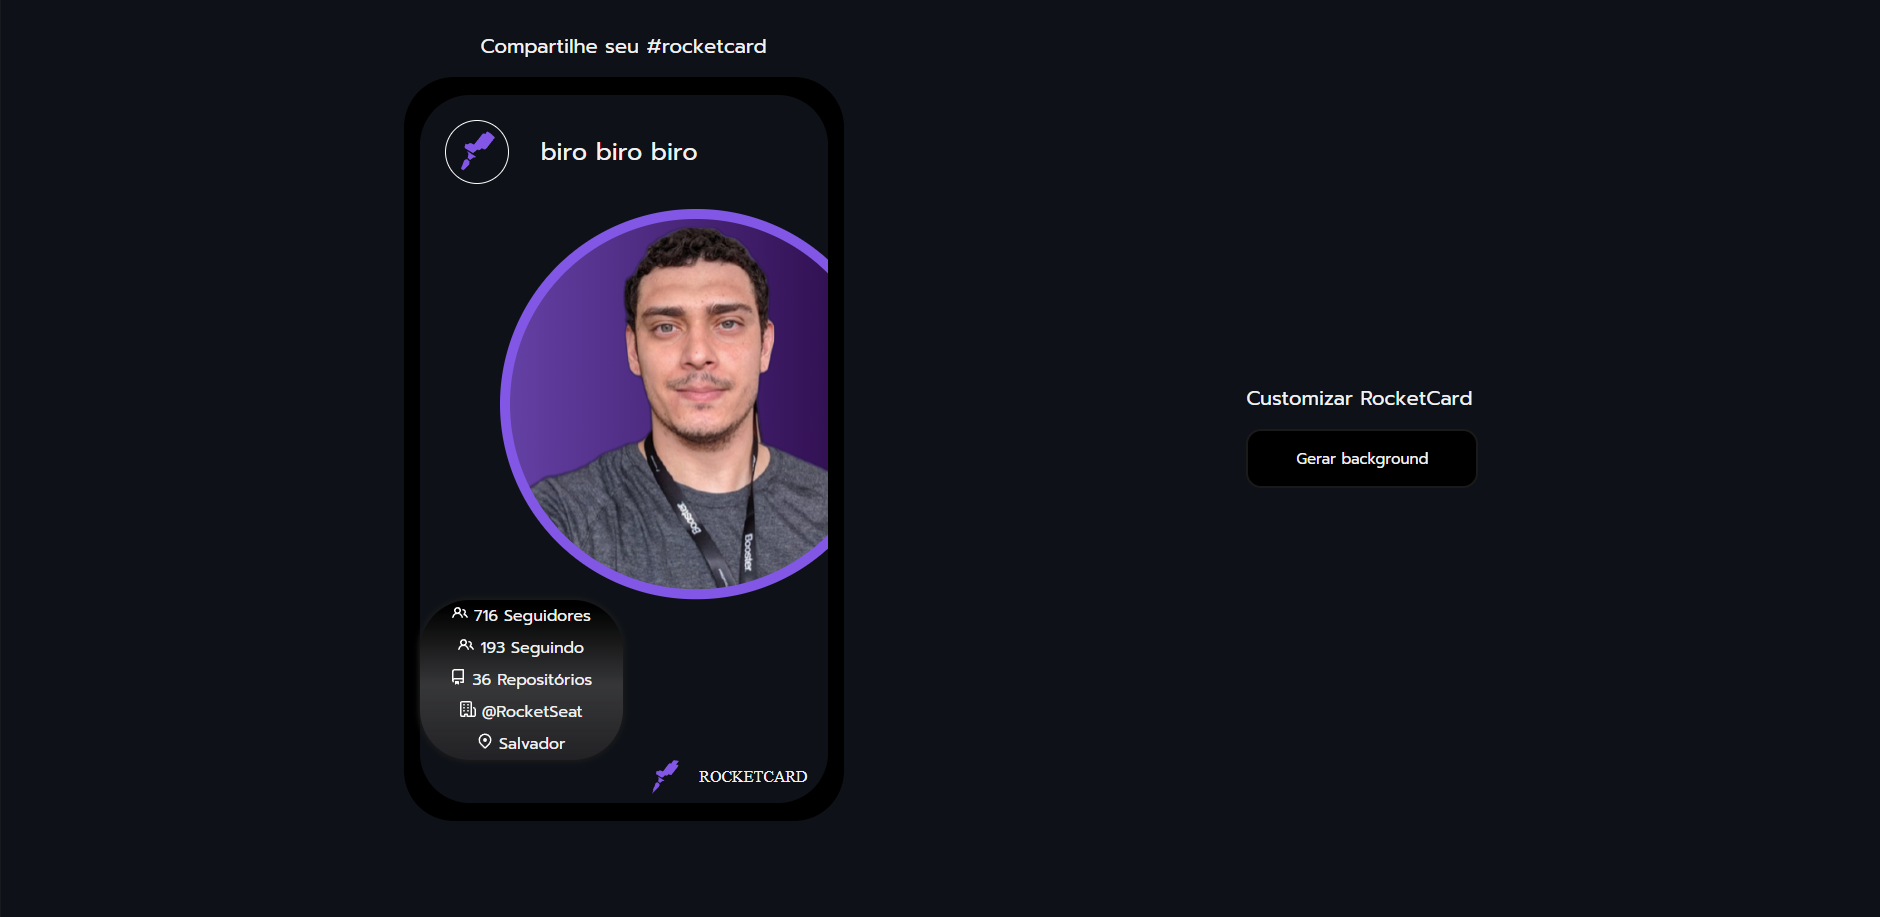 Compartilhe seu #rocketcard
biro biro biro
Booster
Booster
716 Seguidores
193 Seguindo
36 Repositórios
@RocketSeat
Salvador
ROCKETCARD
Customizar RocketCard
Gerar background